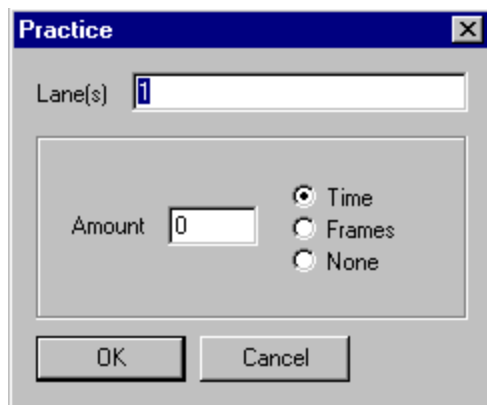 Practice
Lane(s) 1
Time
Amount 0
Frames
None
OK Cancel